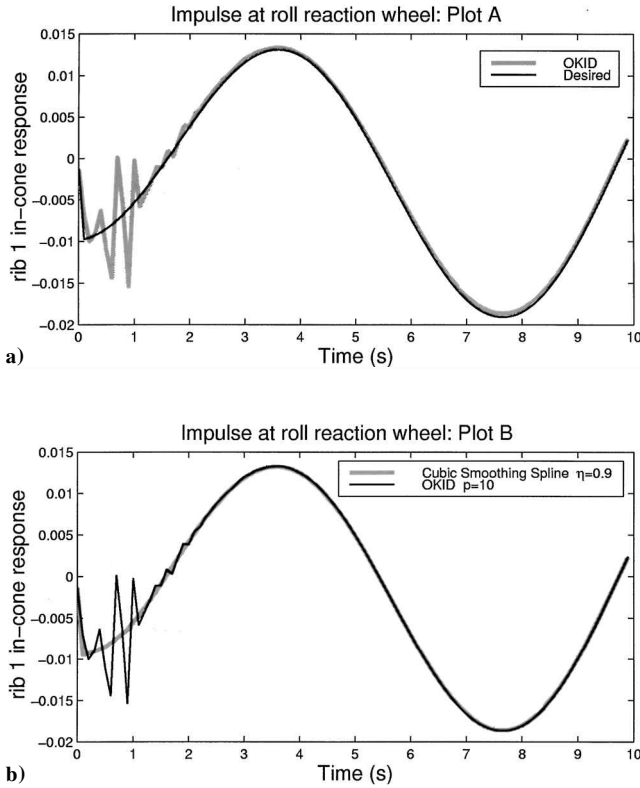 Impulse at roll reaction wheel: Plot A
0.015
0.01
0.005
0
−0.005
−0.01
−0.015
−0.02
rib 1 in-cone response
OKID
Desired
0 1 2 3 4 5 6 7 8 9 10
Time (s)
a)
Impulse at roll reaction wheel: Plot B
0.015
0.01
0.005
0
−0.005
−0.01
−0.015
−0.02
rib 1 in-cone response
Cubic Smoothing Spline η=0.9
OKID p=10
0 1 2 3 4 5 6 7 8 9 10
Time (s)
b)